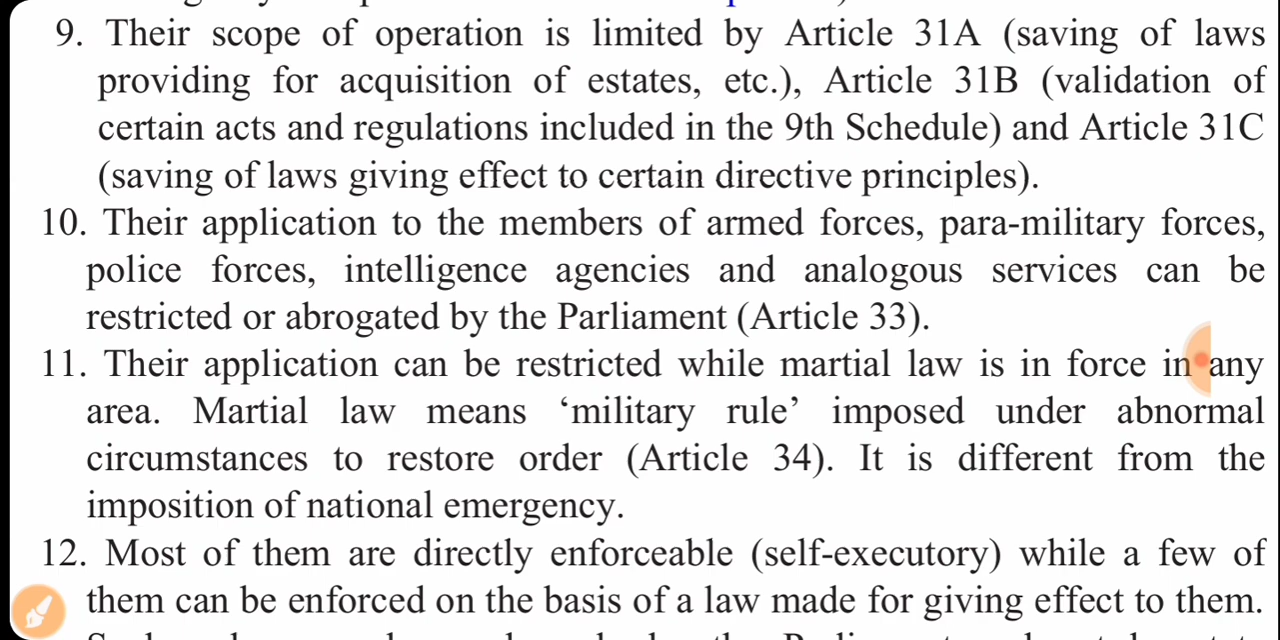 9. Their scope of operation is limited by Article 31A (saving of laws
providing for acquisition of estates, etc.), Article 31B (validation of
certain acts and regulations included in the 9th Schedule) and Article 31C
(saving of laws giving effect to certain directive principles).
10. Their application to the members of armed forces, para-military forces,
police forces, intelligence agencies and analogous services can be
restricted or abrogated by the Parliament (Article 33).
11. Their application can be restricted while martial law is in force in any
area. Martial law means ‘military rule’ imposed under abnormal
circumstances to restore order (Article 34). It is different from the
imposition of national emergency.
12. Most of them are directly enforceable (self-executory) while a few of
them can be enforced on the basis of a law made for giving effect to them.